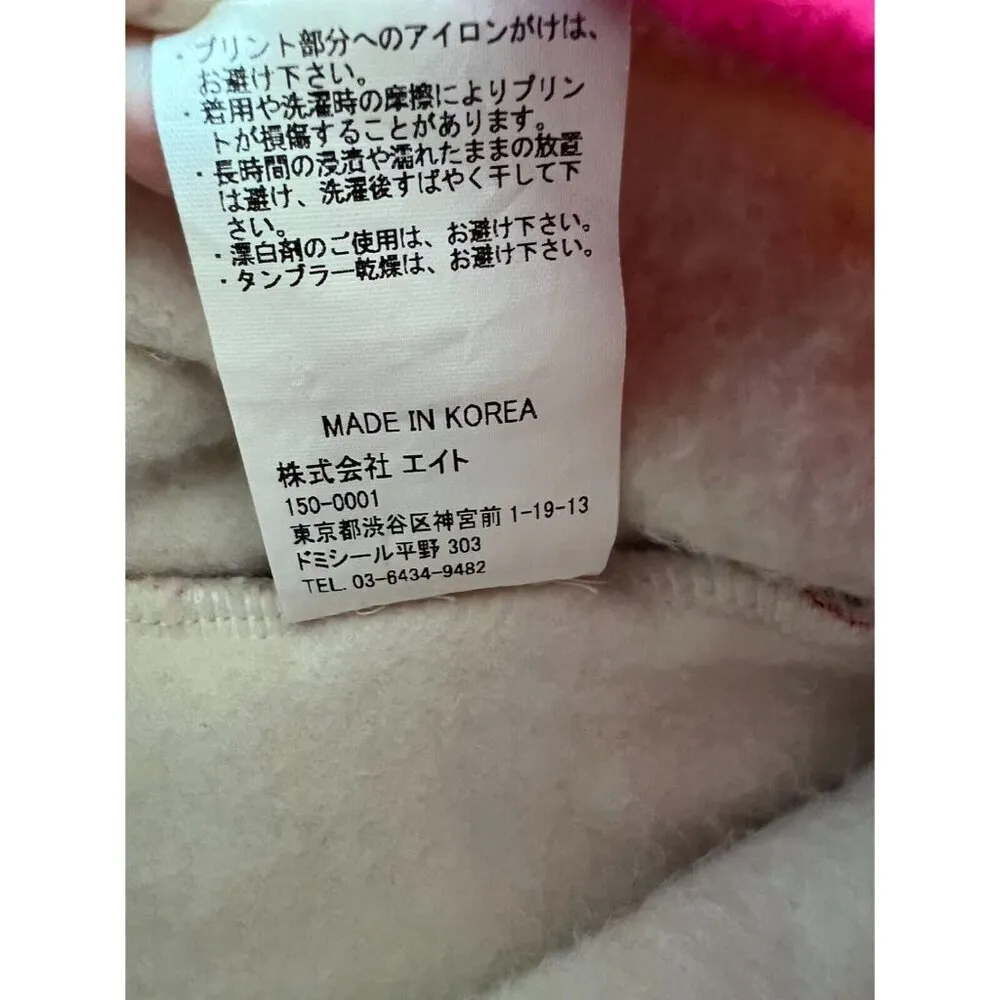 ・プリント部分へのアイロンがけは、
お避け下さい。
・着用や洗濯時の摩擦によりプリン
トが損傷することがあります。
・長時間の浸漬や濡れたままの放置
は避け、洗濯後すばやく干して下
さい。
・漂白剤のご使用は、お避け下さい。
・タンブラー乾燥は、お避け下さい。
MADE IN KOREA
株式会社 エイト
150-0001
東京都渋谷区神宮前 1-19-13
ドミシール平野 303
TEL. 03-6434-9482